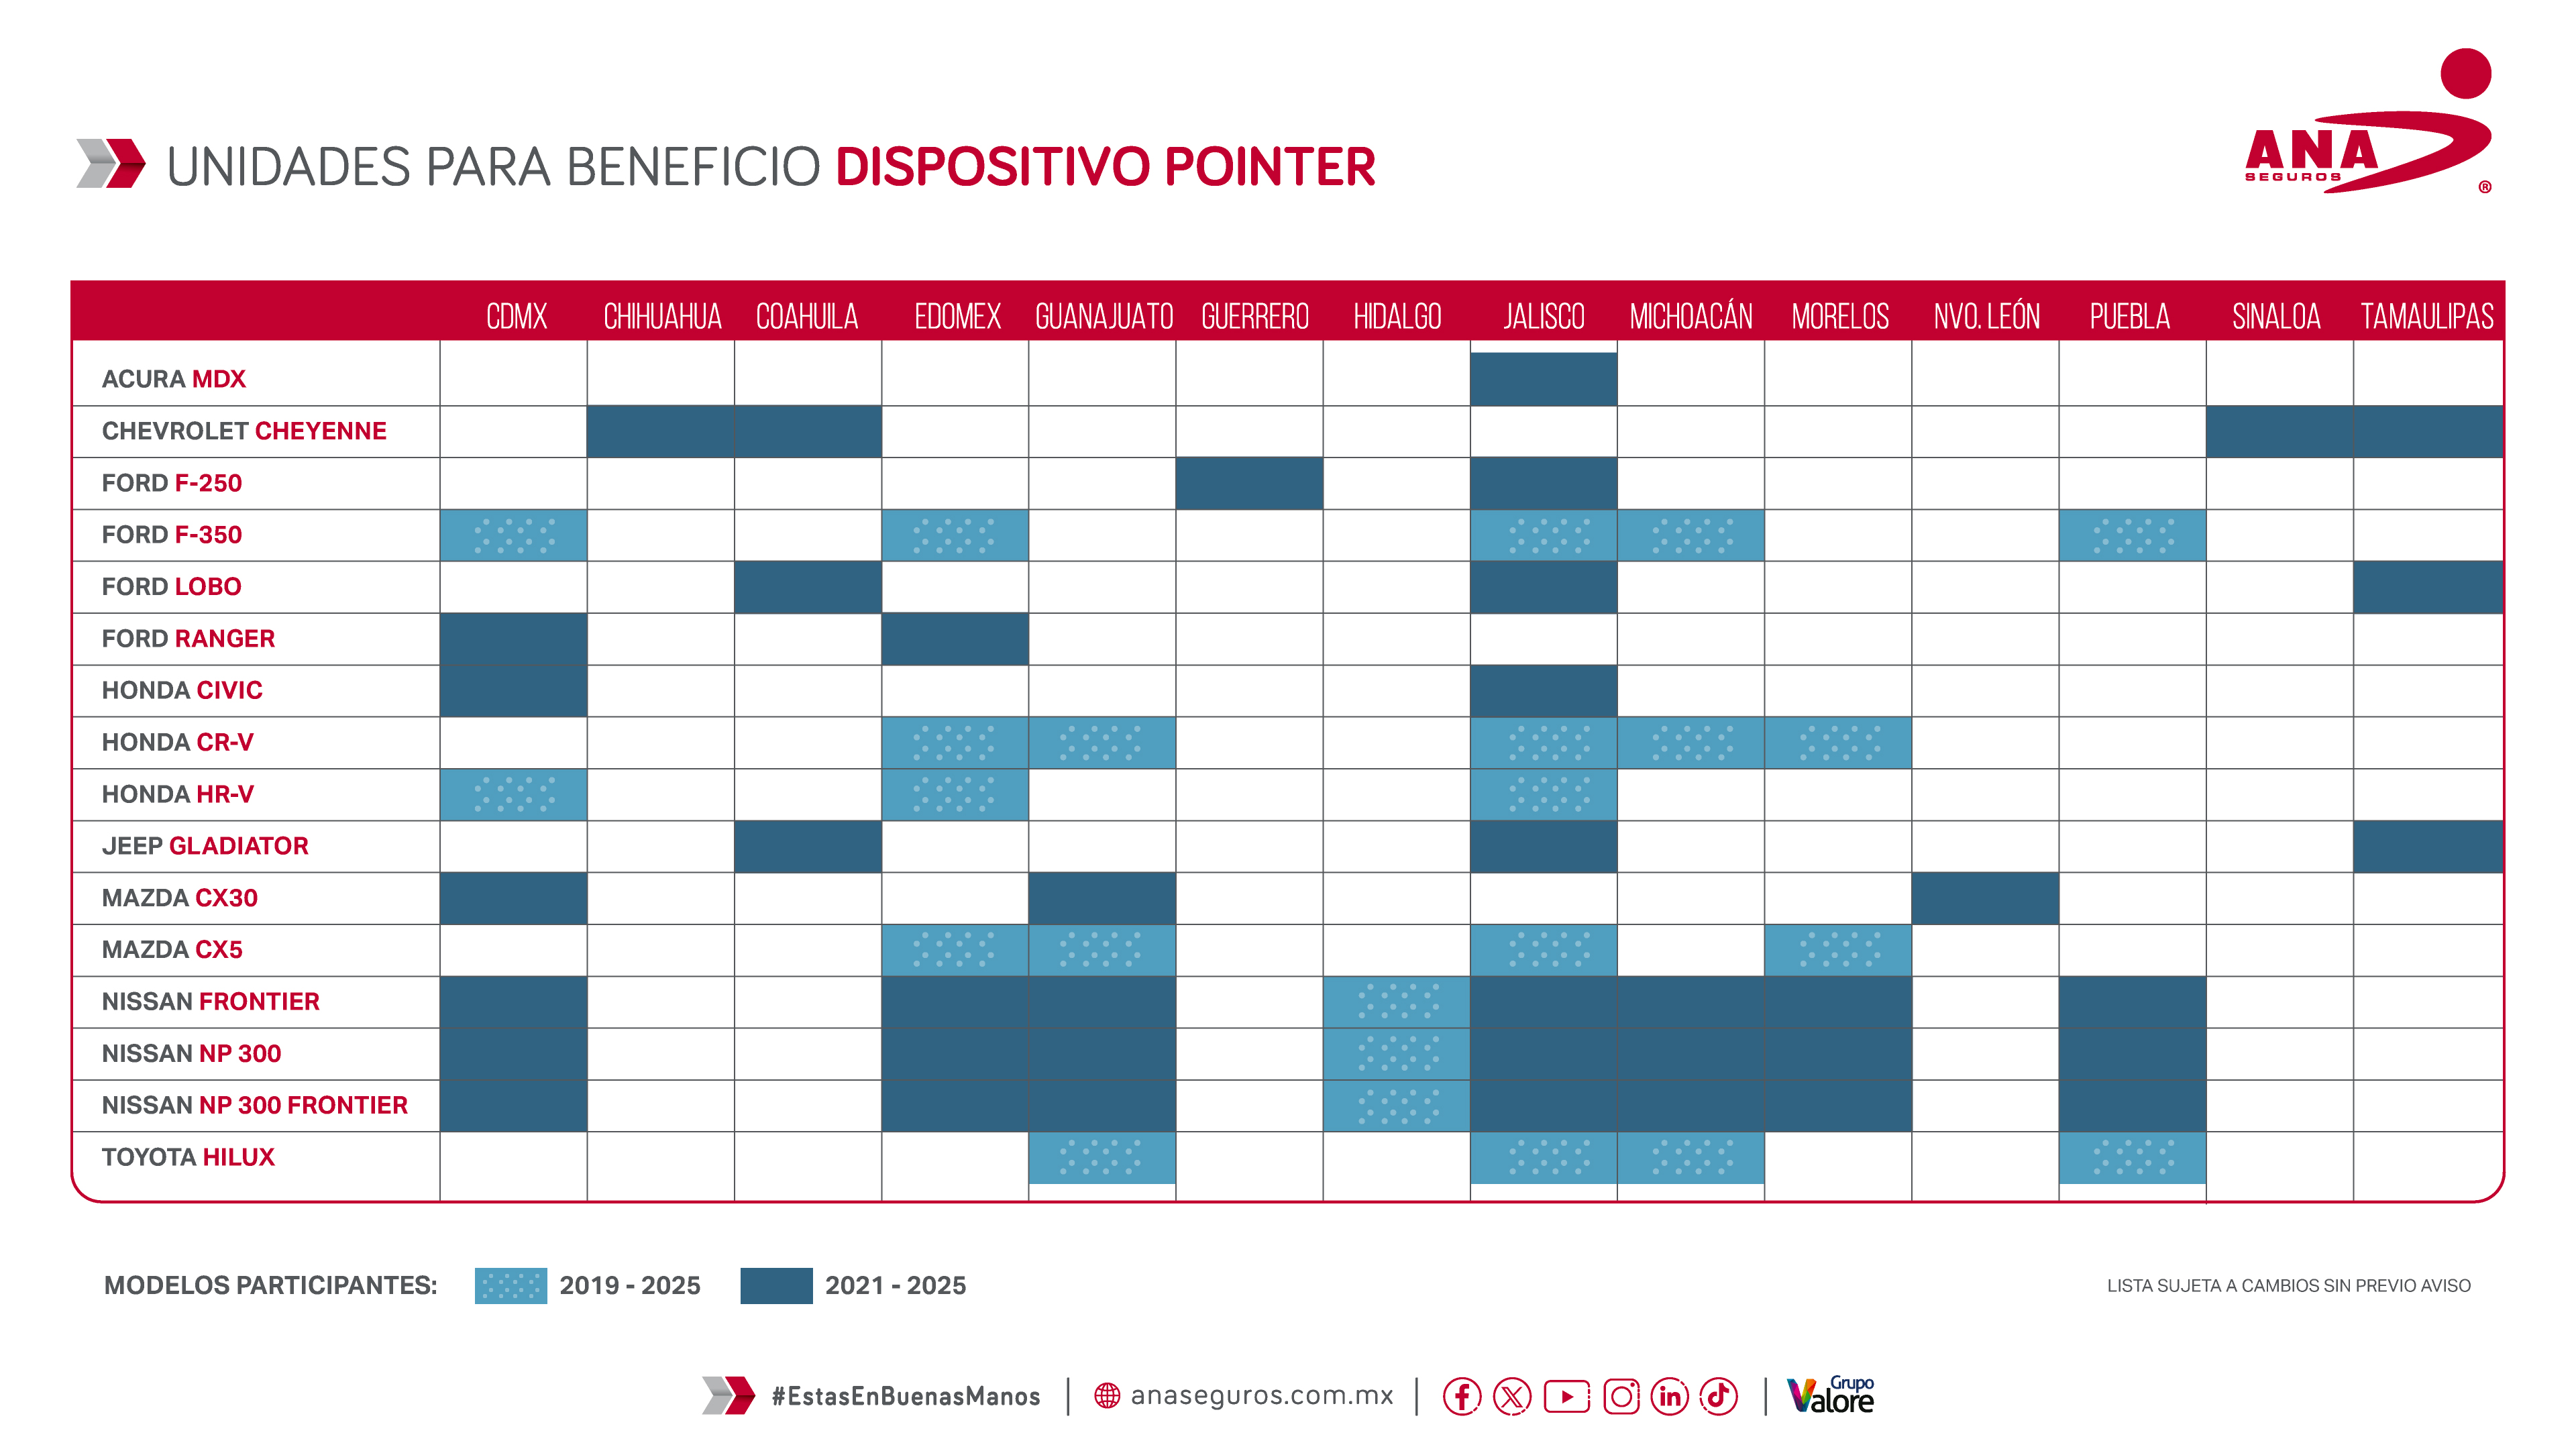 UNIDADES PARA BENEFICIO DISPOSITIVO POINTER
ANA
SEGUROS
®
CDMX CHIHUAHUA COAHUILA EDOMEX GUANAJUATO GUERRERO HIDALGO JALISCO MICHOACÁN MORELOS NVO. LEÓN PUEBLA SINALOA TAMAULIPAS
ACURA MDX
CHEVROLET CHEYENNE
FORD F-250
FORD F-350
FORD LOBO
FORD RANGER
HONDA CIVIC
HONDA CR-V
HONDA HR-V
JEEP GLADIATOR
MAZDA CX30
MAZDA CX5
NISSAN FRONTIER
NISSAN NP 300
NISSAN NP 300 FRONTIER
TOYOTA HILUX
MODELOS PARTICIPANTES: 2019 - 2025 2021 - 2025
LISTA SUJETA A CAMBIOS SIN PREVIO AVISO
#EstasEnBuenasManos
anaseguros.com.mx
Grupo
Valore